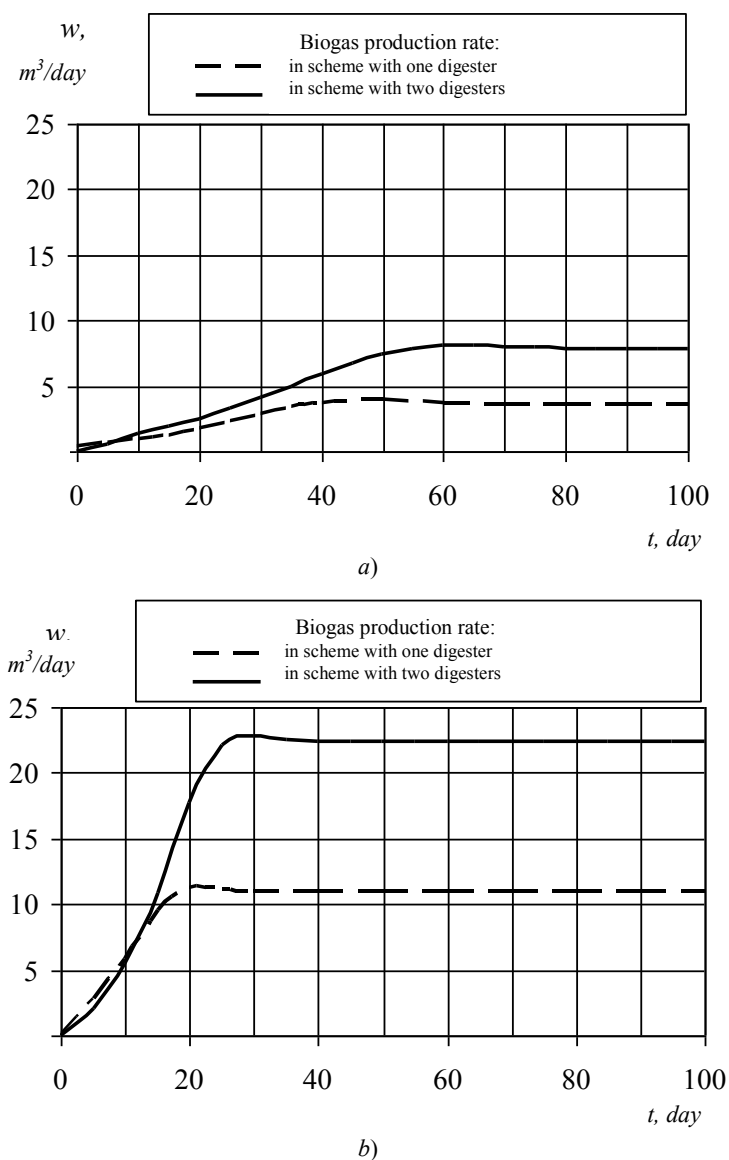 w,
m³/day
Biogas production rate:
in scheme with one digester
in scheme with two digesters
25
20
15
10
5
0 20 40 60 80 100
t, day
a)
w.
m³/day
Biogas production rate:
in scheme with one digester
in scheme with two digesters
25
20
15
10
5
0 20 40 60 80 100
t, day
b)